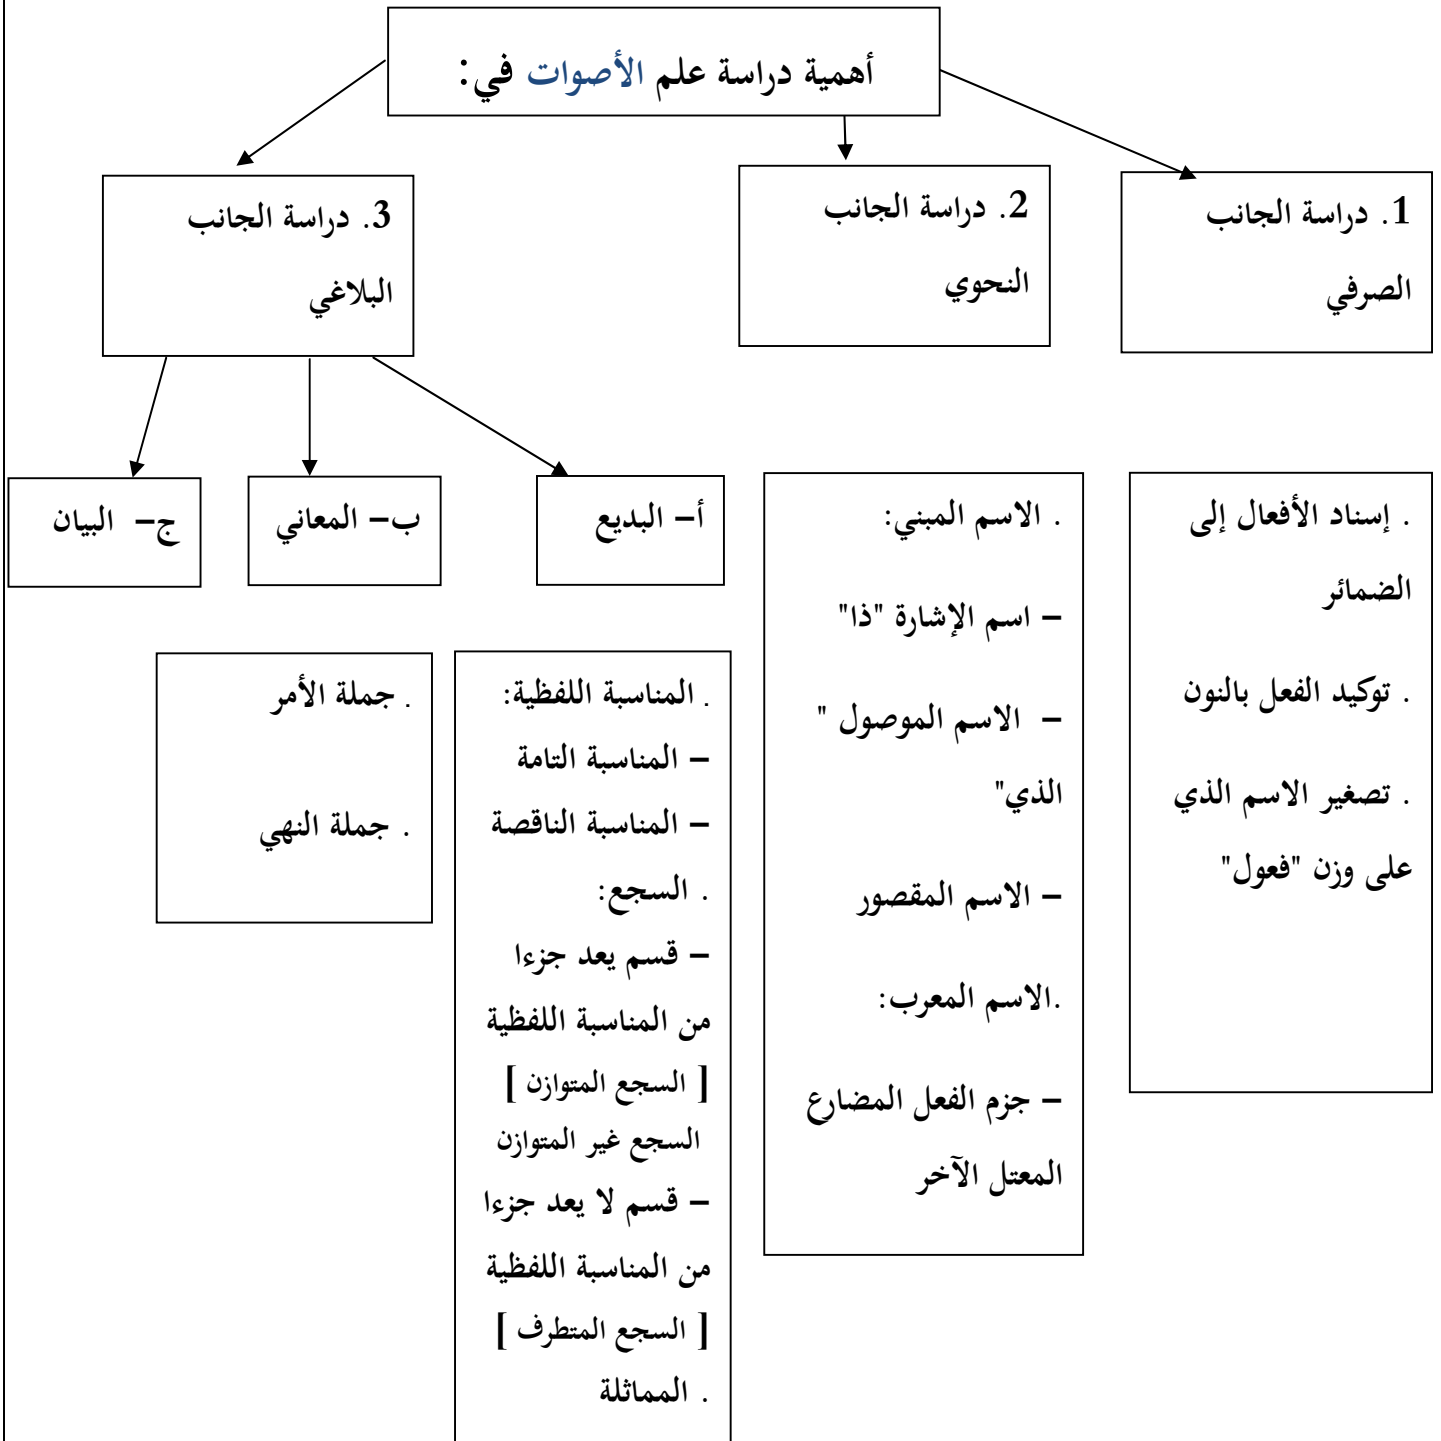 أهمية دراسة علم الأصوات في:
1. دراسة الجانب
الصرفي
2. دراسة الجانب
النحوي
3. دراسة الجانب
البلاغي
. إسناد الأفعال إلى
الضمائر
. توكيد الفعل بالنون
. تصغير الاسم الذي
على وزن "فعول"
. الاسم المبني:
– اسم الإشارة "ذا"
– الاسم الموصول "
الذي"
– الاسم المقصور
.الاسم المعرب:
– جزم الفعل المضارع
المعتل الآخر
أ– البديع
ب– المعاني
ج– البيان
. المناسبة اللفظية:
– المناسبة التامة
– المناسبة الناقصة
. السجع:
– قسم يعد جزءا
من المناسبة اللفظية
[ السجع المتوازن ]
السجع غير المتوازن
– قسم لا يعد جزءا
من المناسبة اللفظية
[ السجع المتطرف ]
. المماثلة
. جملة الأمر
. جملة النهي